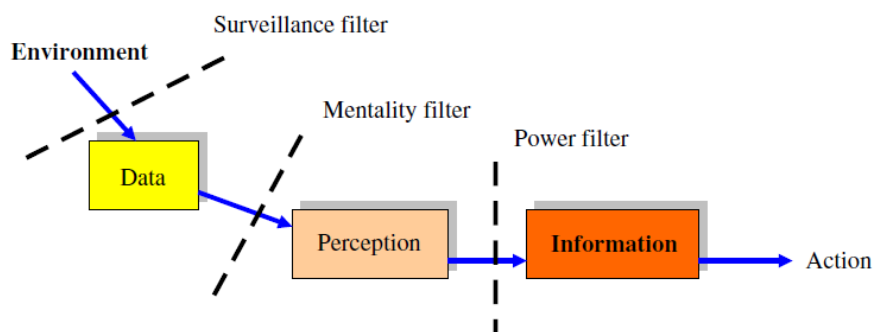 Surveillance filter
Environment
Mentality filter
Power filter
Data
Perception
Information
Action